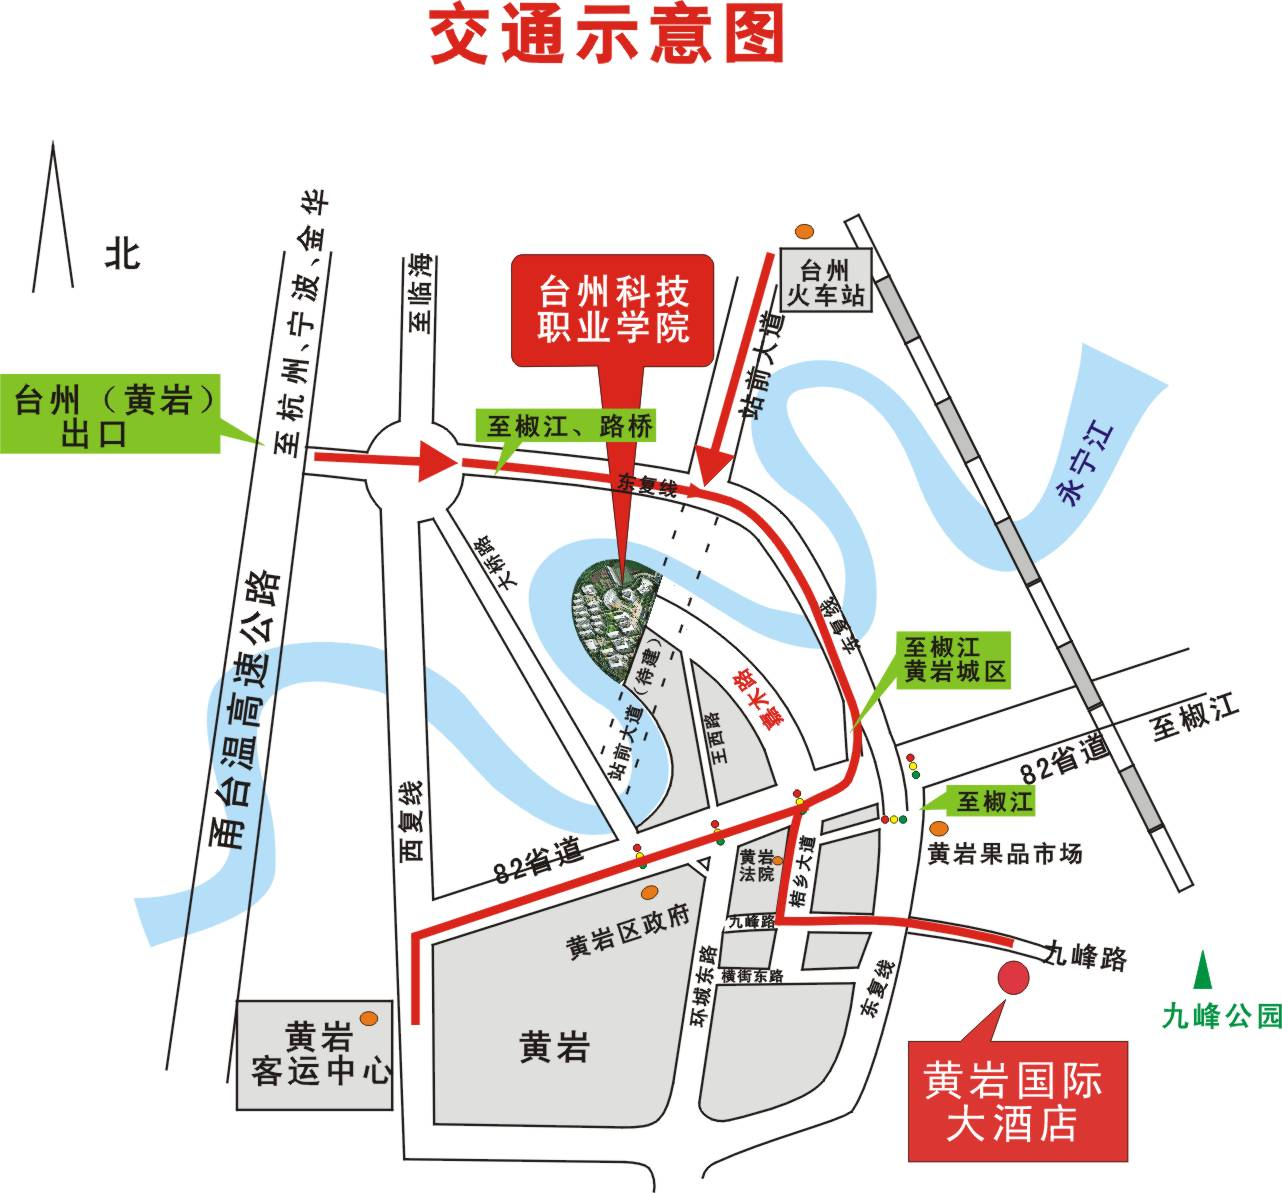 交通示意图
北
至杭州、宁波、金华
至临海
台州科技
职业学院
台州
火车站
站前大道
台州（黄岩）
出口
至椒江、路桥
东复线
永宁江
大桥路
甬台温高速公路
东复线
至椒江
黄岩城区
站前大道（待建）
王西路
嘉木路
至椒江
82省道
至椒江
西复线
82省道
黄岩
法院
桔乡大道
黄岩果品市场
黄岩区政府
九峰路
九峰路
环城东路
横街东路
东复线
九峰公园
黄岩
客运中心
黄岩
黄岩国际
大酒店